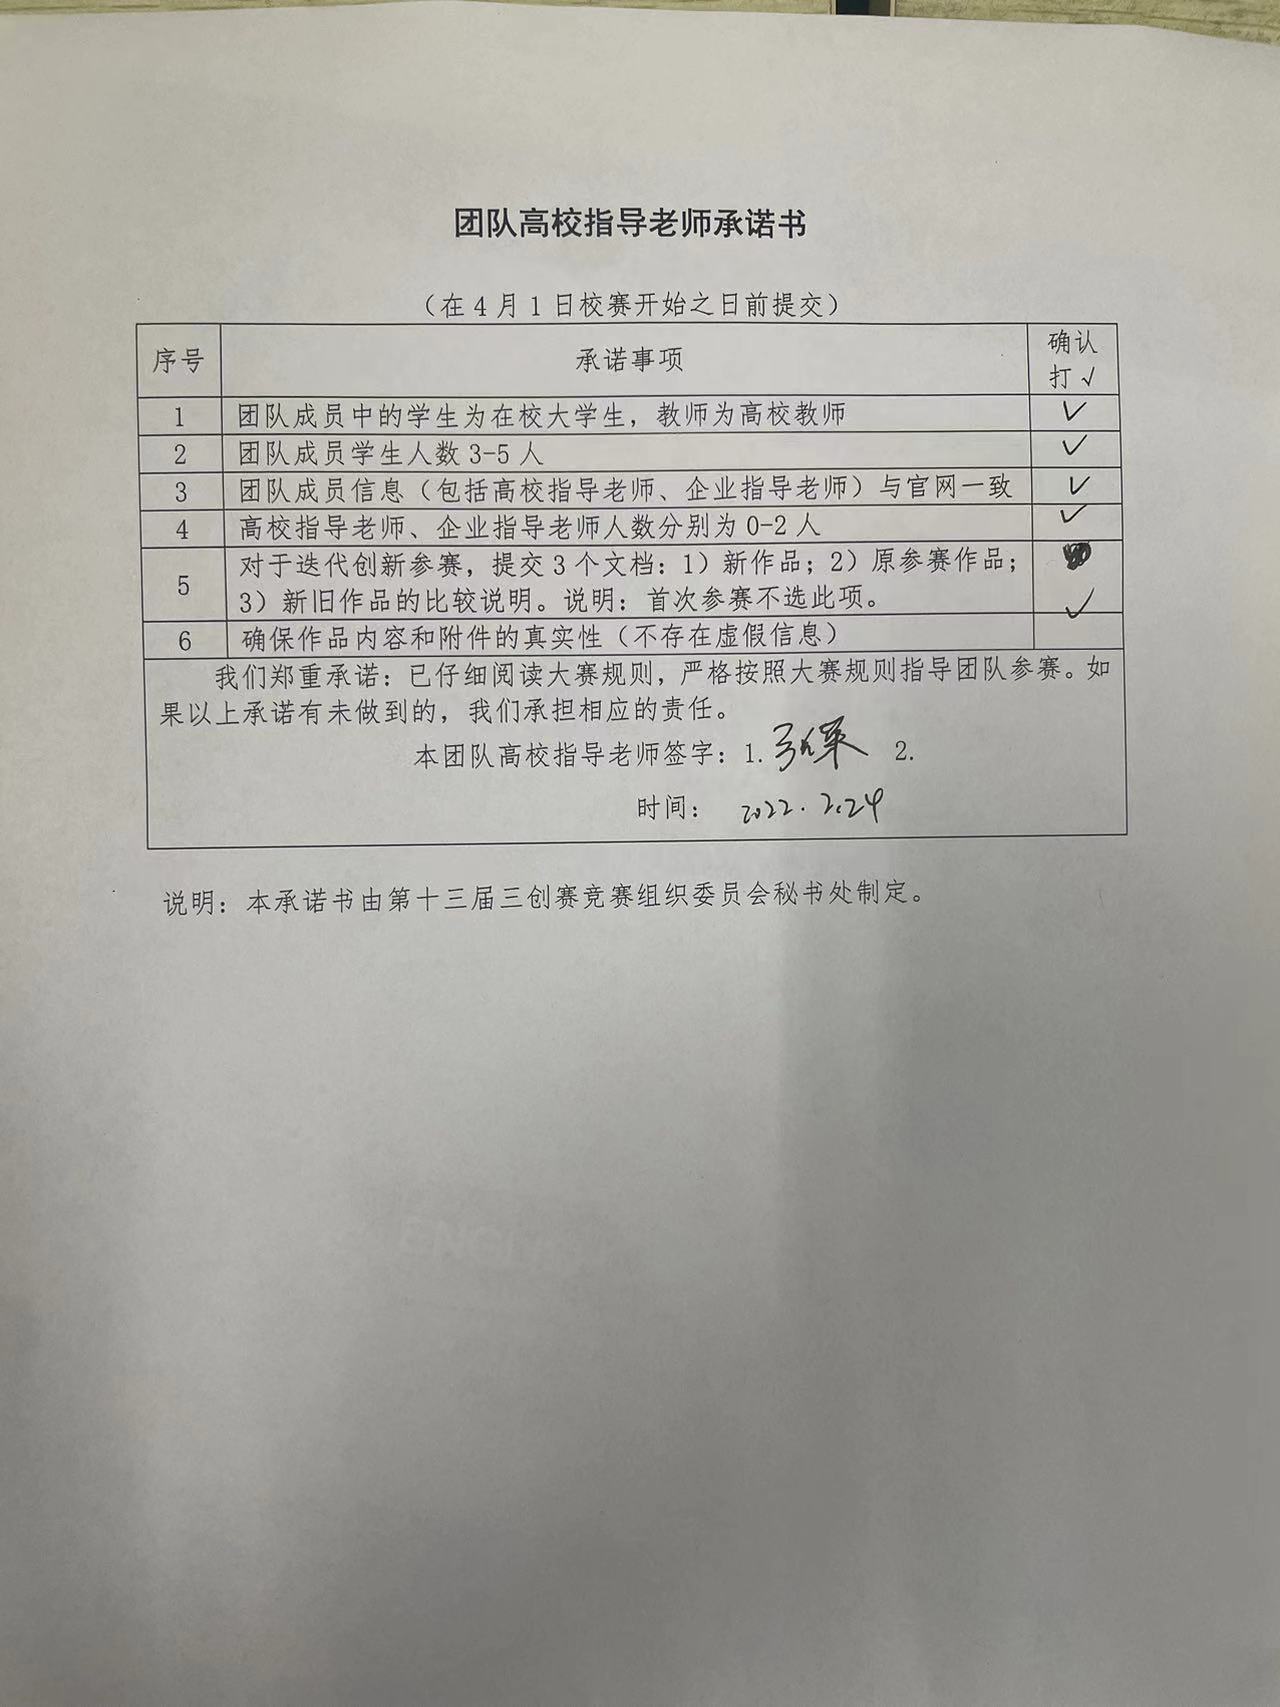 团队高校指导老师承诺书
（在4月1日校赛开始之日前提交）
序号 承诺事项 确认打√
1 团队成员中的学生为在校大学生，教师为高校教师 ✓
2 团队成员学生人数3-5人 ✓
3 团队成员信息（包括高校指导老师、企业指导老师）与官网一致 ✓
4 高校指导老师、企业指导老师人数分别为0-2人 ✓
5 对于迭代创新参赛，提交3个文档：1）新作品；2）原参赛作品；
3）新旧作品的比较说明。说明：首次参赛不选此项。 ✓
6 确保作品内容和附件的真实性（不存在虚假信息）
我们郑重承诺：已仔细阅读大赛规则，严格按照大赛规则指导团队参赛。如
果以上承诺有未做到的，我们承担相应的责任。
本团队高校指导老师签字：1. 2.
时间： 2022.2.24
说明：本承诺书由第十三届三创赛竞赛组织委员会秘书处制定。